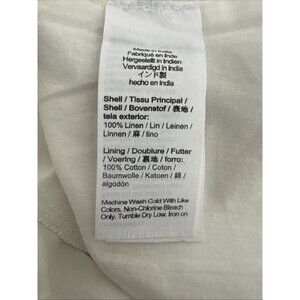 Made in India
Fabriqué en Inde
Hergestellt in Indien
Vervaardigd in India
インド製
hecho en India
Shell / Tissu Principal /
Shell / Bovenstof / 表地 /
tela exterior:
100% Linen / Lin / Leinen /
Linnen / 麻 / lino
Lining / Doublure / Futter
/ Voering / 裏地 / forro:
100% Cotton / Coton /
Baumwolle / Katoen / 綿 /
algodón
Machine Wash Cold With Like
Colors. Non-Chlorine Bleach
Only. Tumble Dry Low. Iron on